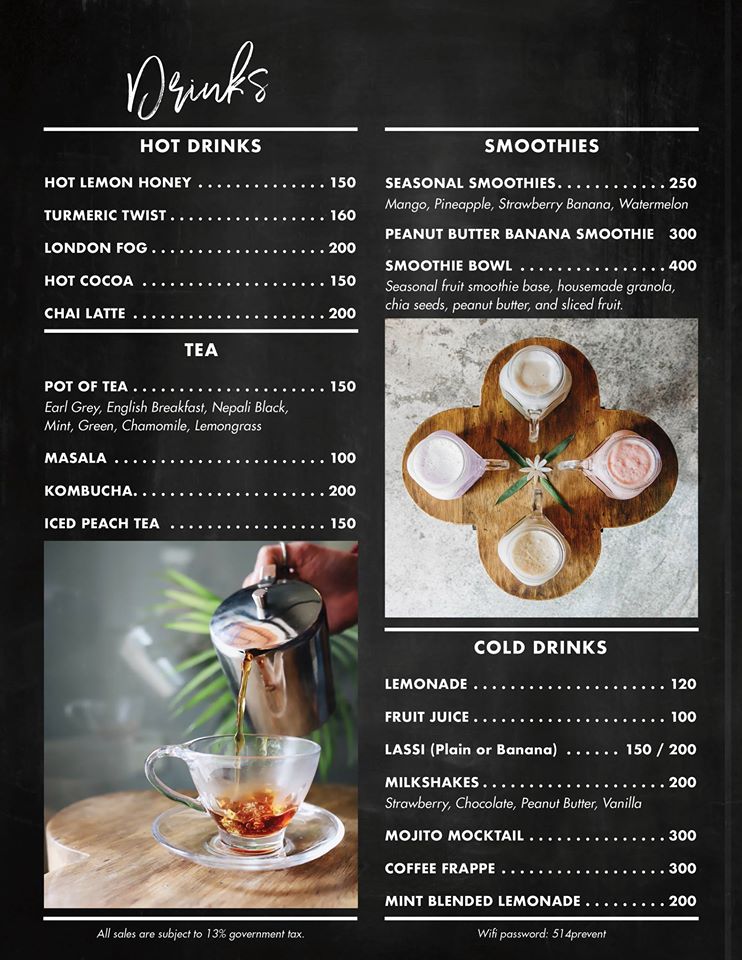 Drinks
HOT DRINKS
HOT LEMON HONEY . . . . . . . . . . . . . . 150
TURMERIC TWIST . . . . . . . . . . . . . . . . . 160
LONDON FOG . . . . . . . . . . . . . . . . . . . 200
HOT COCOA . . . . . . . . . . . . . . . . . . . . 150
CHAI LATTE . . . . . . . . . . . . . . . . . . . . . 200
TEA
POT OF TEA . . . . . . . . . . . . . . . . . . . . . 150
Earl Grey, English Breakfast, Nepali Black,
Mint, Green, Chamomile, Lemongrass
MASALA . . . . . . . . . . . . . . . . . . . . . . . 100
KOMBUCHA. . . . . . . . . . . . . . . . . . . . . 200
ICED PEACH TEA . . . . . . . . . . . . . . . . . 150
All sales are subject to 13% government tax.
SMOOTHIES
SEASONAL SMOOTHIES. . . . . . . . . . . . 250
Mango, Pineapple, Strawberry Banana, Watermelon
PEANUT BUTTER BANANA SMOOTHIE 300
SMOOTHIE BOWL . . . . . . . . . . . . . . . . 400
Seasonal fruit smoothie base, housemade granola,
chia seeds, peanut butter, and sliced fruit.
COLD DRINKS
LEMONADE . . . . . . . . . . . . . . . . . . . . . 120
FRUIT JUICE . . . . . . . . . . . . . . . . . . . . . 100
LASSI (Plain or Banana) . . . . . . 150 / 200
MILKSHAKES. . . . . . . . . . . . . . . . . . . . 200
Strawberry, Chocolate, Peanut Butter, Vanilla
MOJITO MOCKTAIL . . . . . . . . . . . . . . . 300
COFFEE FRAPPE . . . . . . . . . . . . . . . . . . 300
MINT BLENDED LEMONADE . . . . . . . . . 200
Wifi password: 514prevent